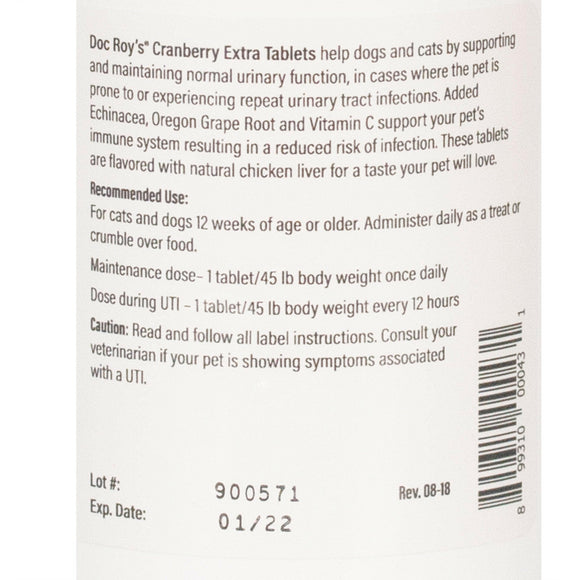 Doc Roy's® Cranberry Extra Tablets help dogs and cats by supporting
and maintaining normal urinary function, in cases where the pet is
prone to or experiencing repeat urinary tract infections. Added
Echinacea, Oregon Grape Root and Vitamin C support your pet's
immune system resulting in a reduced risk of infection. These tablets
are flavored with natural chicken liver for a taste your pet will love.
Recommended Use:
For cats and dogs 12 weeks of age or older. Administer daily as a treat or
crumble over food.
Maintenance dose– 1 tablet/45 lb body weight once daily
Dose during UTI – 1 tablet/45 lb body weight every 12 hours
Caution: Read and follow all label instructions. Consult your
veterinarian if your pet is showing symptoms associated
with a UTI.
Lot #: 900571
Exp. Date: 01/22
Rev. 08-18
8 99310 00043 1